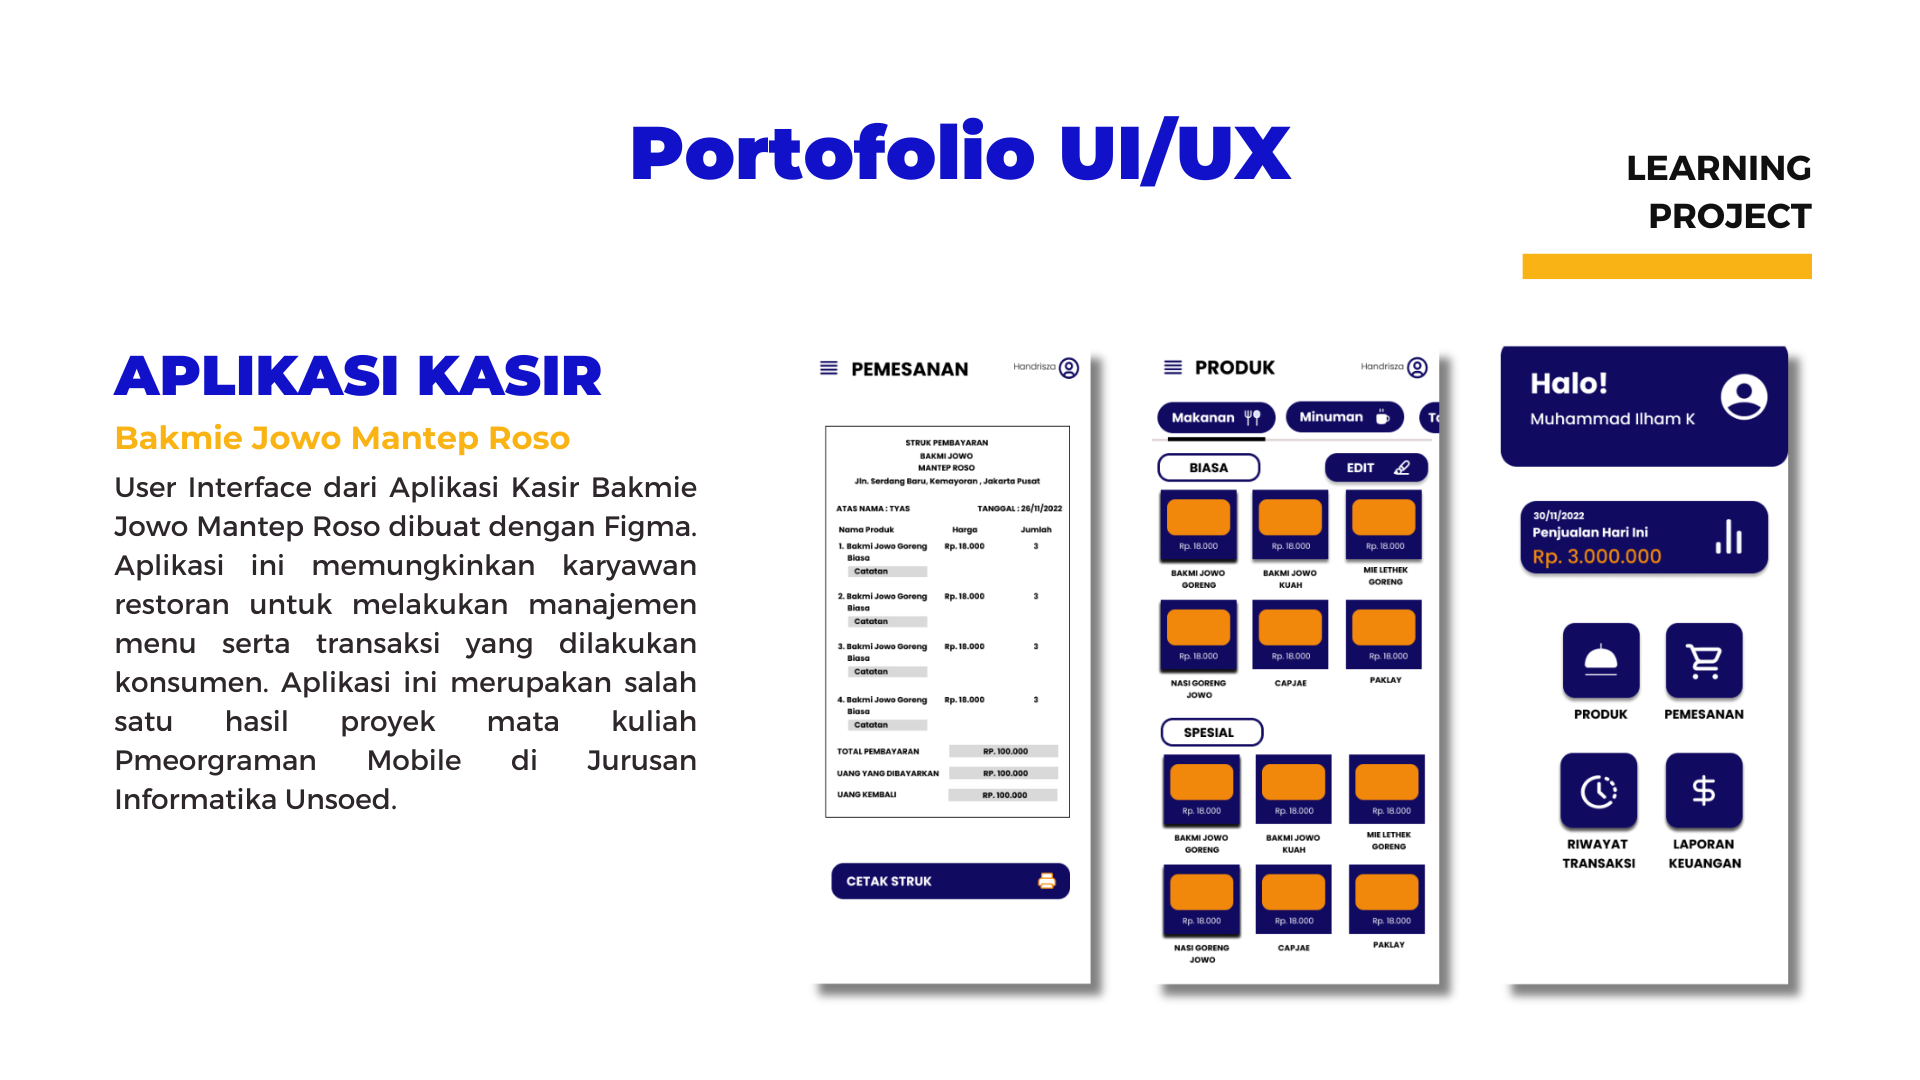 Portofolio UI/UX
LEARNING
PROJECT
APLIKASI KASIR
Bakmie Jowo Mantep Roso
User Interface dari Aplikasi Kasir Bakmie
Jowo Mantep Roso dibuat dengan Figma.
Aplikasi ini memungkinkan karyawan
restoran untuk melakukan manajemen
menu serta transaksi yang dilakukan
konsumen. Aplikasi ini merupakan salah
satu hasil proyek mata kuliah
Pmeorgraman Mobile di Jurusan
Informatika Unsoed.
PEMESANAN Handrisza
STRUK PEMBAYARAN
BAKMI JOWO
MANTEP ROSO
Jln. Serdang Baru, Kemayoran , Jakarta Pusat
ATAS NAMA : TYAS TANGGAL : 26/11/2022
Nama Produk Harga Jumlah
1. Bakmi Jowo Goreng Rp. 18.000 3
Biasa
Catatan
2. Bakmi Jowo Goreng Rp. 18.000 3
Biasa
Catatan
3. Bakmi Jowo Goreng Rp. 18.000 3
Biasa
Catatan
4. Bakmi Jowo Goreng Rp. 18.000 3
Biasa
Catatan
TOTAL PEMBAYARAN RP. 100.000
UANG YANG DIBAYARKAN RP. 100.000
UANG KEMBALI RP. 100.000
CETAK STRUK
PRODUK Handrisza
Makanan Minuman To
BIASA EDIT
Rp. 18.000 Rp. 18.000 Rp. 18.000
BAKMI JOWO BAKMI JOWO MIE LETHEK
GORENG KUAH GORENG
Rp. 18.000 Rp. 18.000 Rp. 18.000
NASI GORENG CAPJAE PAKLAY
JOWO
SPESIAL
Rp. 18.000 Rp. 18.000 Rp. 18.000
BAKMI JOWO BAKMI JOWO MIE LETHEK
GORENG KUAH GORENG
Rp. 18.000 Rp. 18.000 Rp. 18.000
NASI GORENG CAPJAE PAKLAY
JOWO
Halo!
Muhammad Ilham K
30/11/2022
Penjualan Hari Ini
Rp. 3.000.000
PRODUK PEMESANAN
RIWAYAT LAPORAN
TRANSAKSI KEUANGAN